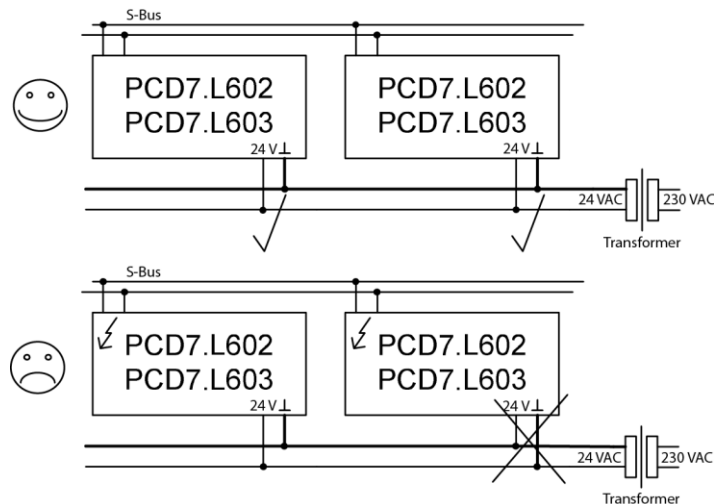 S-Bus
PCD7.L602 PCD7.L602
PCD7.L603 PCD7.L603
24 V⊥ 24 V⊥
24 VAC 230 VAC
Transformer
S-Bus
PCD7.L602 PCD7.L602
PCD7.L603 PCD7.L603
24 V⊥ 24 V⊥
24 VAC 230 VAC
Transformer